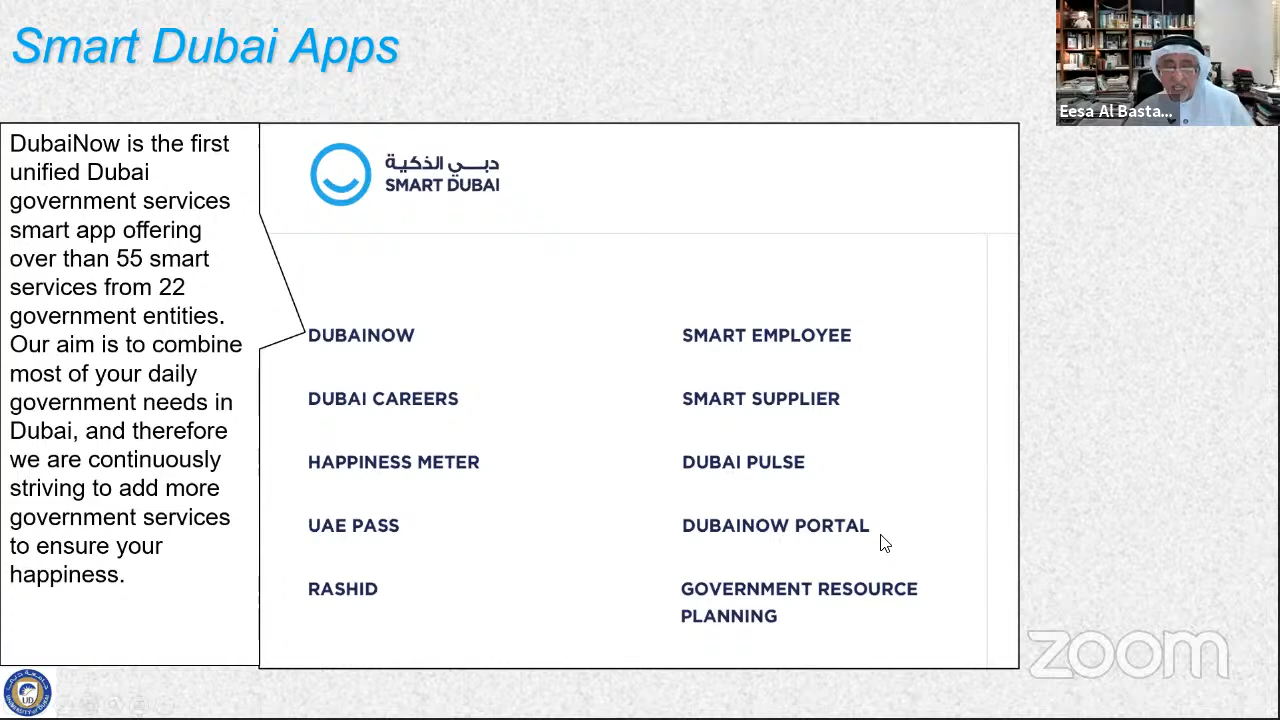 Smart Dubai Apps
Eesa Al Basta...
DubaiNow is the first
unified Dubai
government services
smart app offering
over than 55 smart
services from 22
government entities.
Our aim is to combine
most of your daily
government needs in
Dubai, and therefore
we are continuously
striving to add more
government services
to ensure your
happiness.
دبي الذكية
SMART DUBAI
DUBAINOW
SMART EMPLOYEE
DUBAI CAREERS
SMART SUPPLIER
HAPPINESS METER
DUBAI PULSE
UAE PASS
DUBAINOW PORTAL
RASHID
GOVERNMENT RESOURCE
PLANNING
zoom
UD